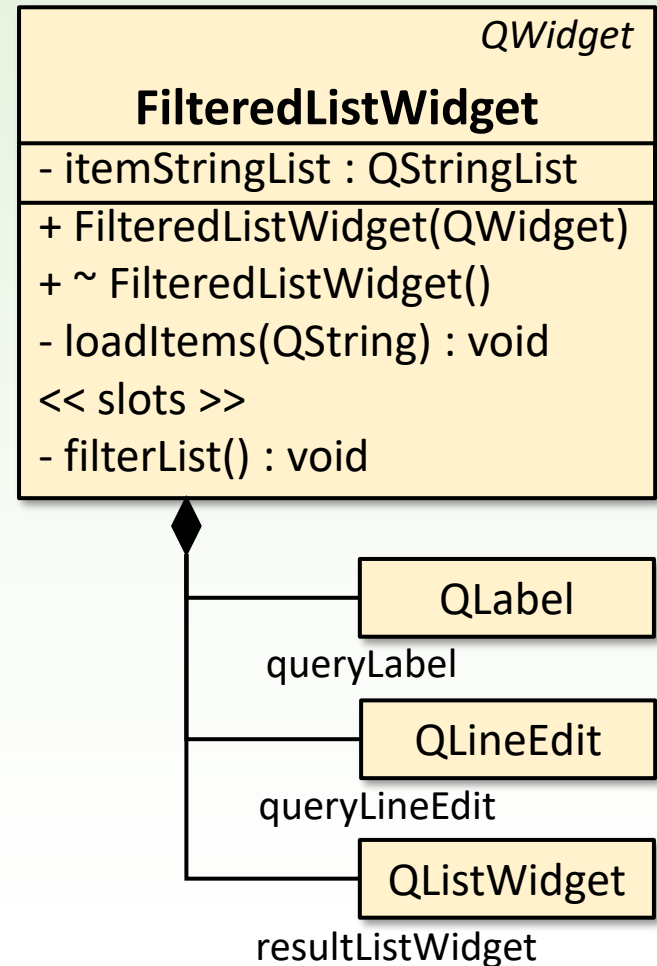 QWidget
FilteredListWidget
- itemStringList : QStringList
+ FilteredListWidget(QWidget)
+ ~ FilteredListWidget()
- loadItems(QString) : void
<< slots >>
- filterList() : void
QLabel
queryLabel
QLineEdit
queryLineEdit
QListWidget
resultListWidget